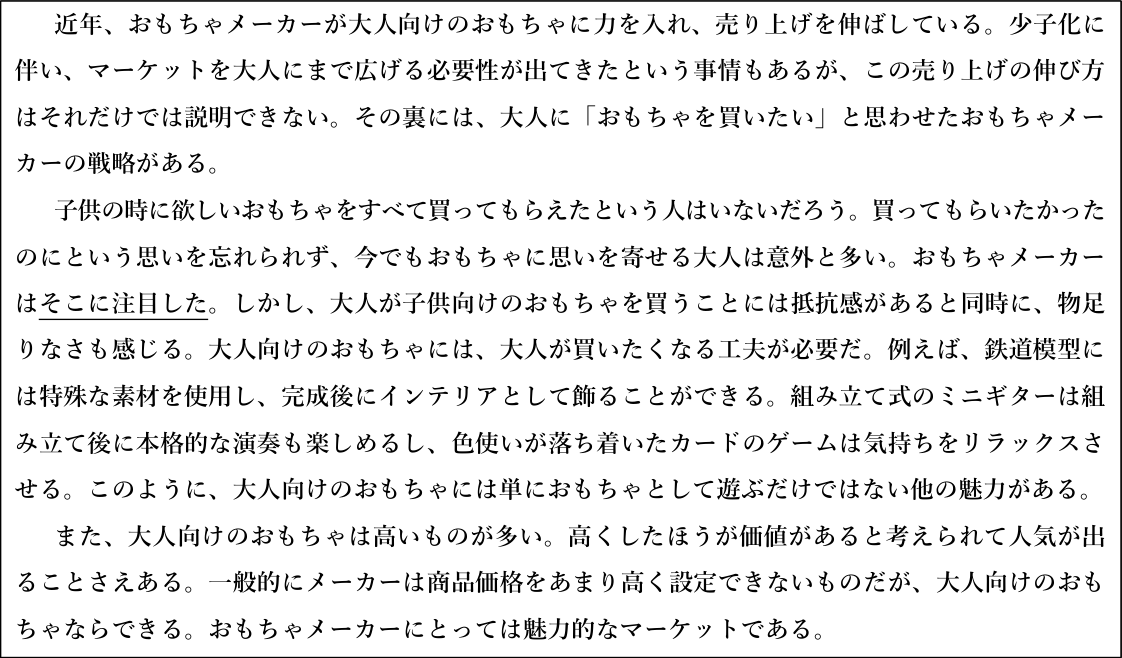 近年、おもちゃメーカーが大人向けのおもちゃに力を入れ、売り上げを伸ばしている。少子化に
伴い、マーケットを大人にまで広げる必要性が出てきたという事情もあるが、この売り上げの伸び方
はそれだけでは説明できない。その裏には、大人に「おもちゃを買いたい」と思わせたおもちゃメー
カーの戦略がある。
子供の時に欲しいおもちゃをすべて買ってもらえたという人はいないだろう。買ってもらいたかった
のにという思いを忘れられず、今でもおもちゃに思いを寄せる大人は意外と多い。おもちゃメーカー
はそこに注目した。しかし、大人が子供向けのおもちゃを買うことには抵抗感があると同時に、物足
りなさも感じる。大人向けのおもちゃには、大人が買いたくなる工夫が必要だ。例えば、鉄道模型に
は特殊な素材を使用し、完成後にインテリアとして飾ることができる。組み立て式のミニギターは組
み立て後に本格的な演奏も楽しめるし、色使いが落ち着いたカードのゲームは気持ちをリラックスさ
せる。このように、大人向けのおもちゃには単におもちゃとして遊ぶだけではない他の魅力がある。
また、大人向けのおもちゃは高いものが多い。高くしたほうが価値があると考えられて人気が出
ることさえある。一般的にメーカーは商品価格をあまり高く設定できないものだが、大人向けのおも
ちゃならできる。おもちゃメーカーにとっては魅力的なマーケットである。